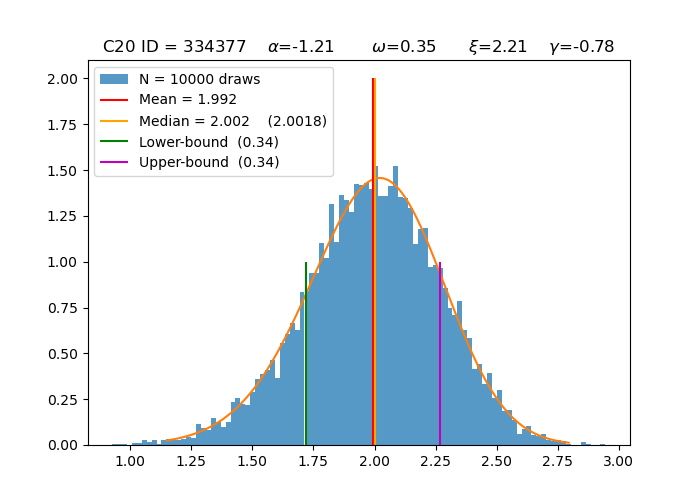 C20 ID = 334377 α=-1.21 ω=0.35 ξ=2.21 γ=-0.78
N = 10000 draws
Mean = 1.992
Median = 2.002 (2.0018)
Lower-bound (0.34)
Upper-bound (0.34)
2.00
1.75
1.50
1.25
1.00
0.75
0.50
0.25
0.00
1.00 1.25 1.50 1.75 2.00 2.25 2.50 2.75 3.00